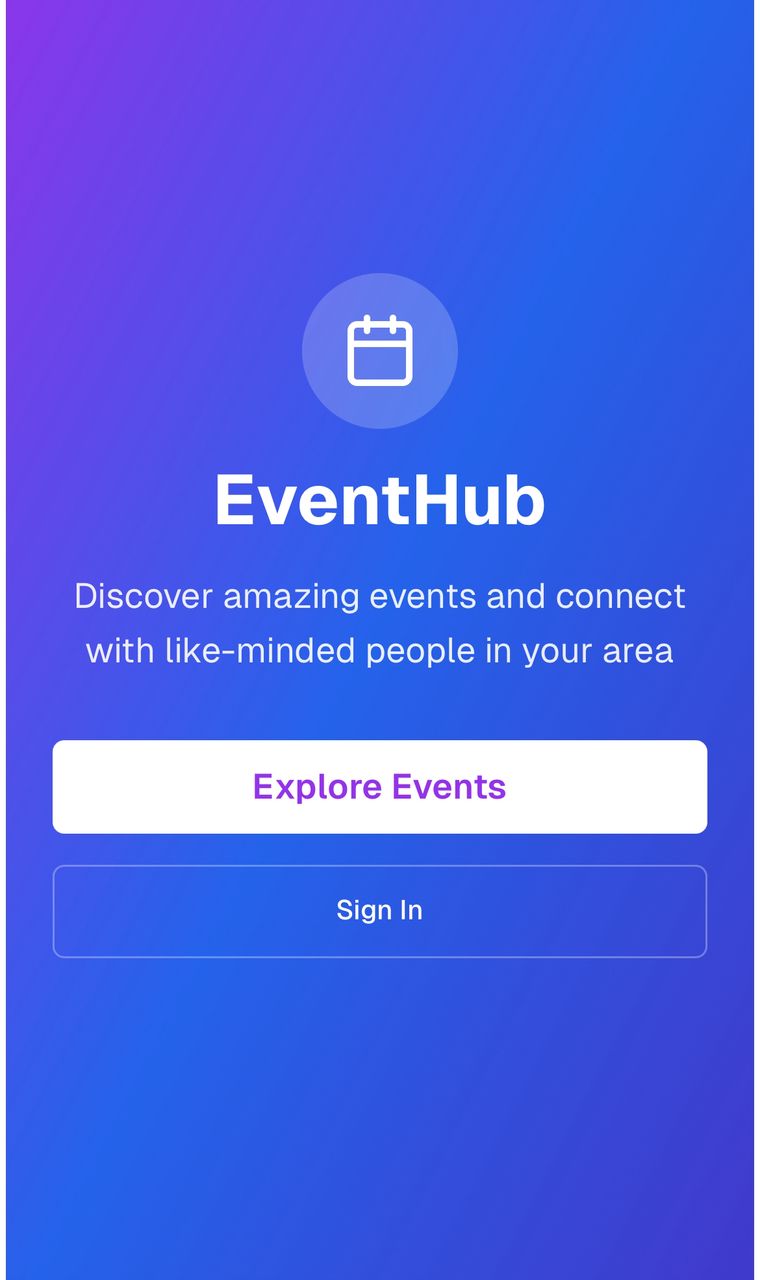 EventHub
Discover amazing events and connect
with like-minded people in your area
Explore Events
Sign In